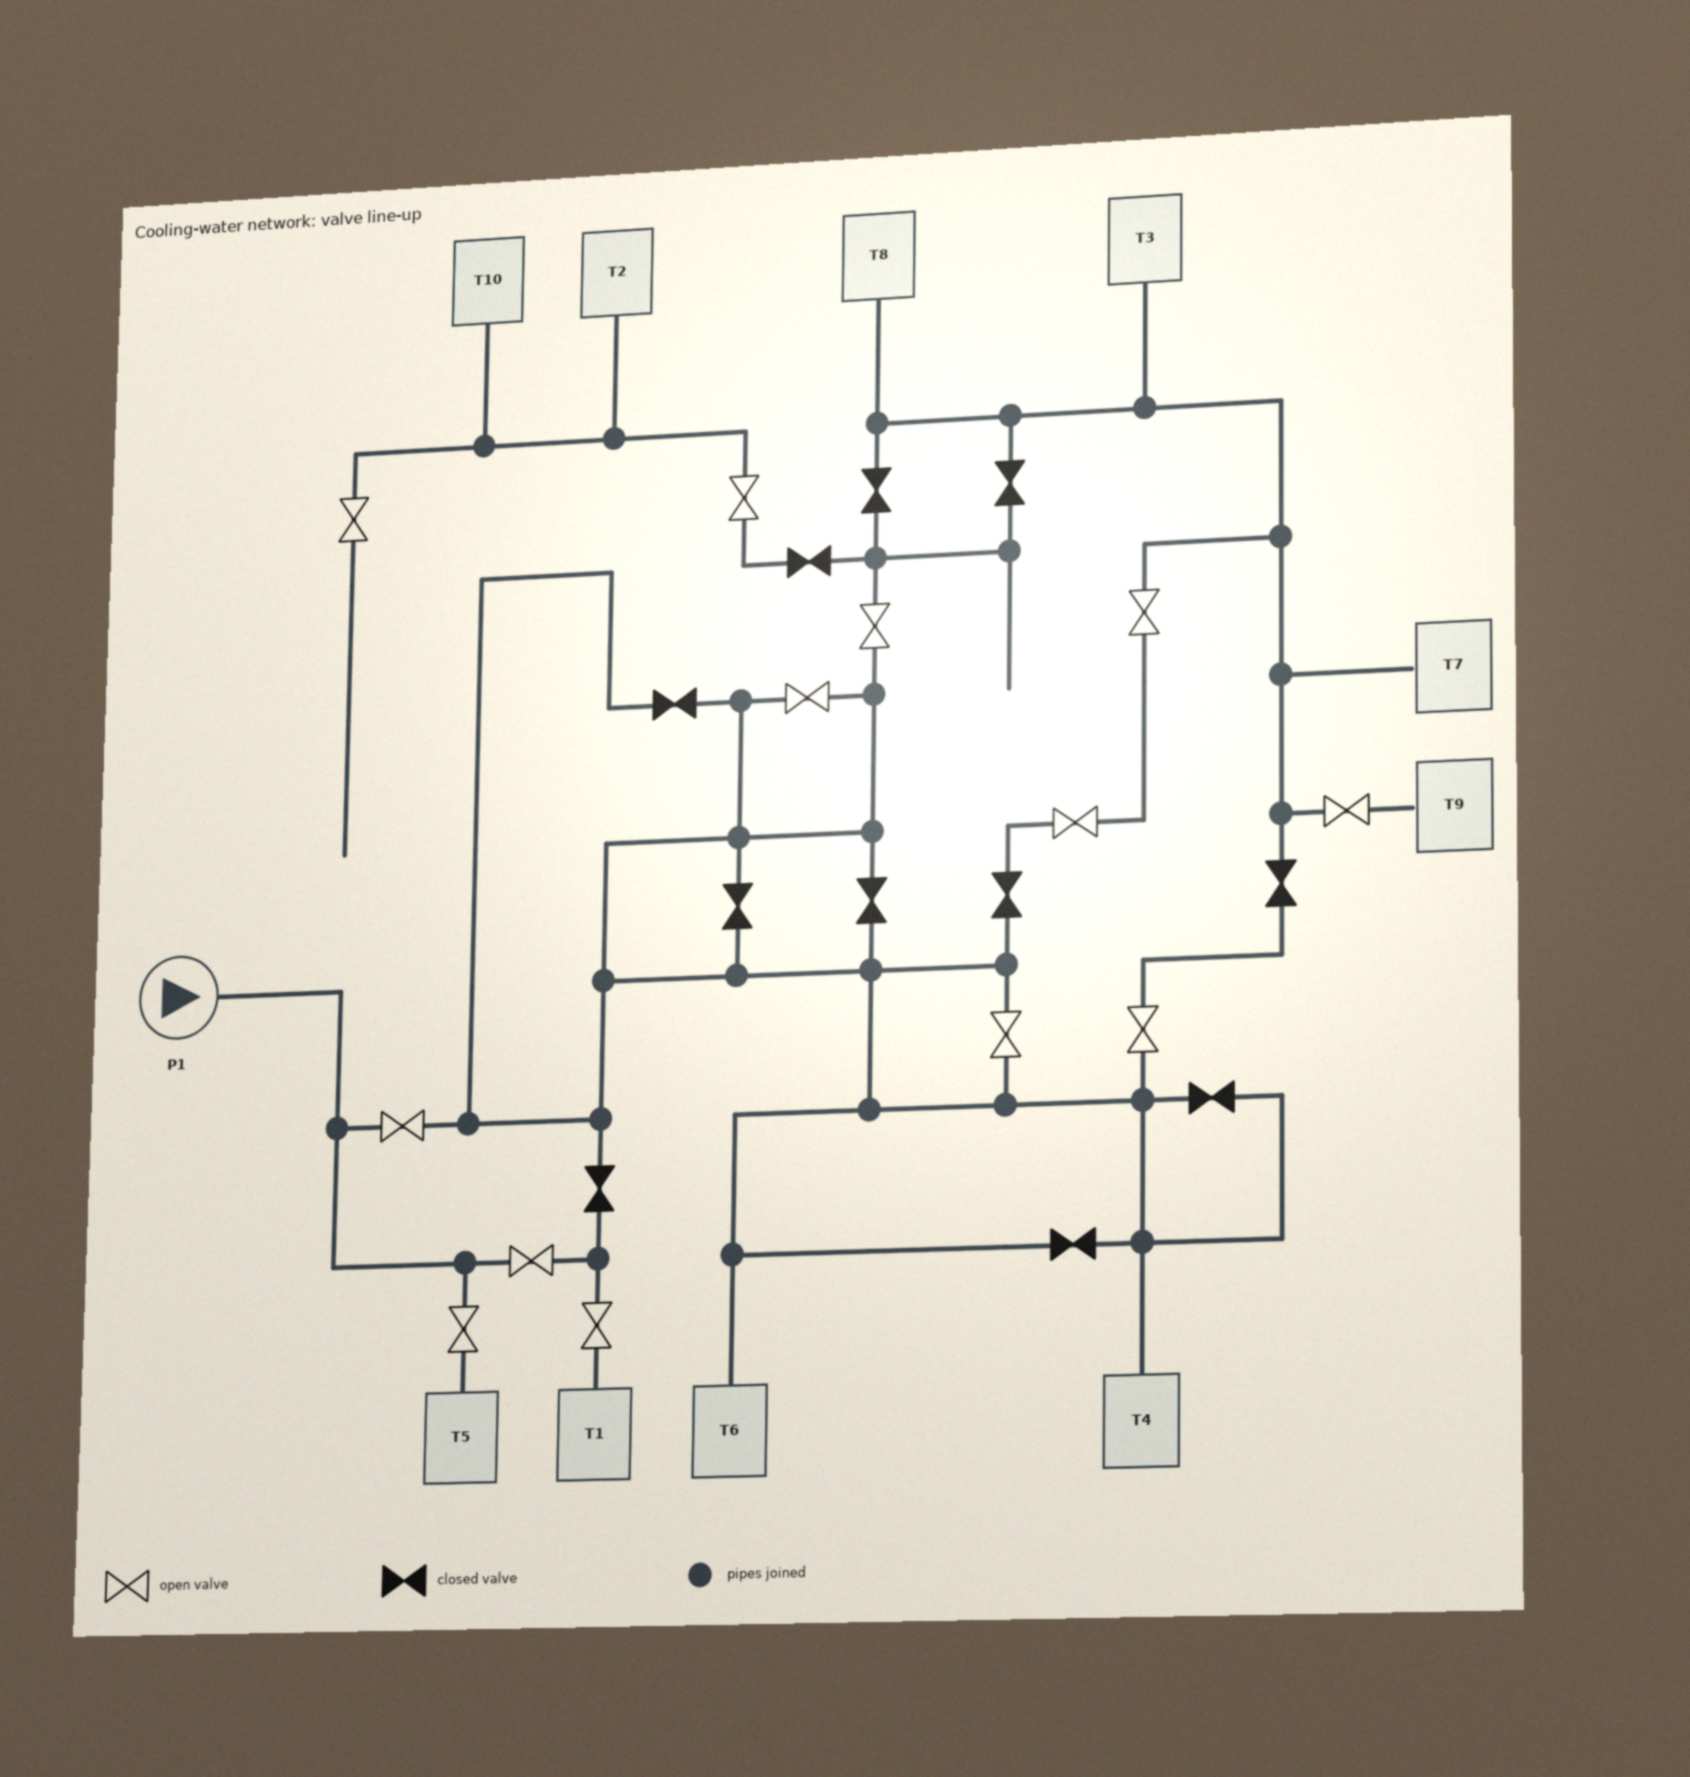 Cooling-water network: valve line-up
T10
T2
T8
T3
T7
T9
P1
T5
T1
T6
T4
open valve
closed valve
pipes joined